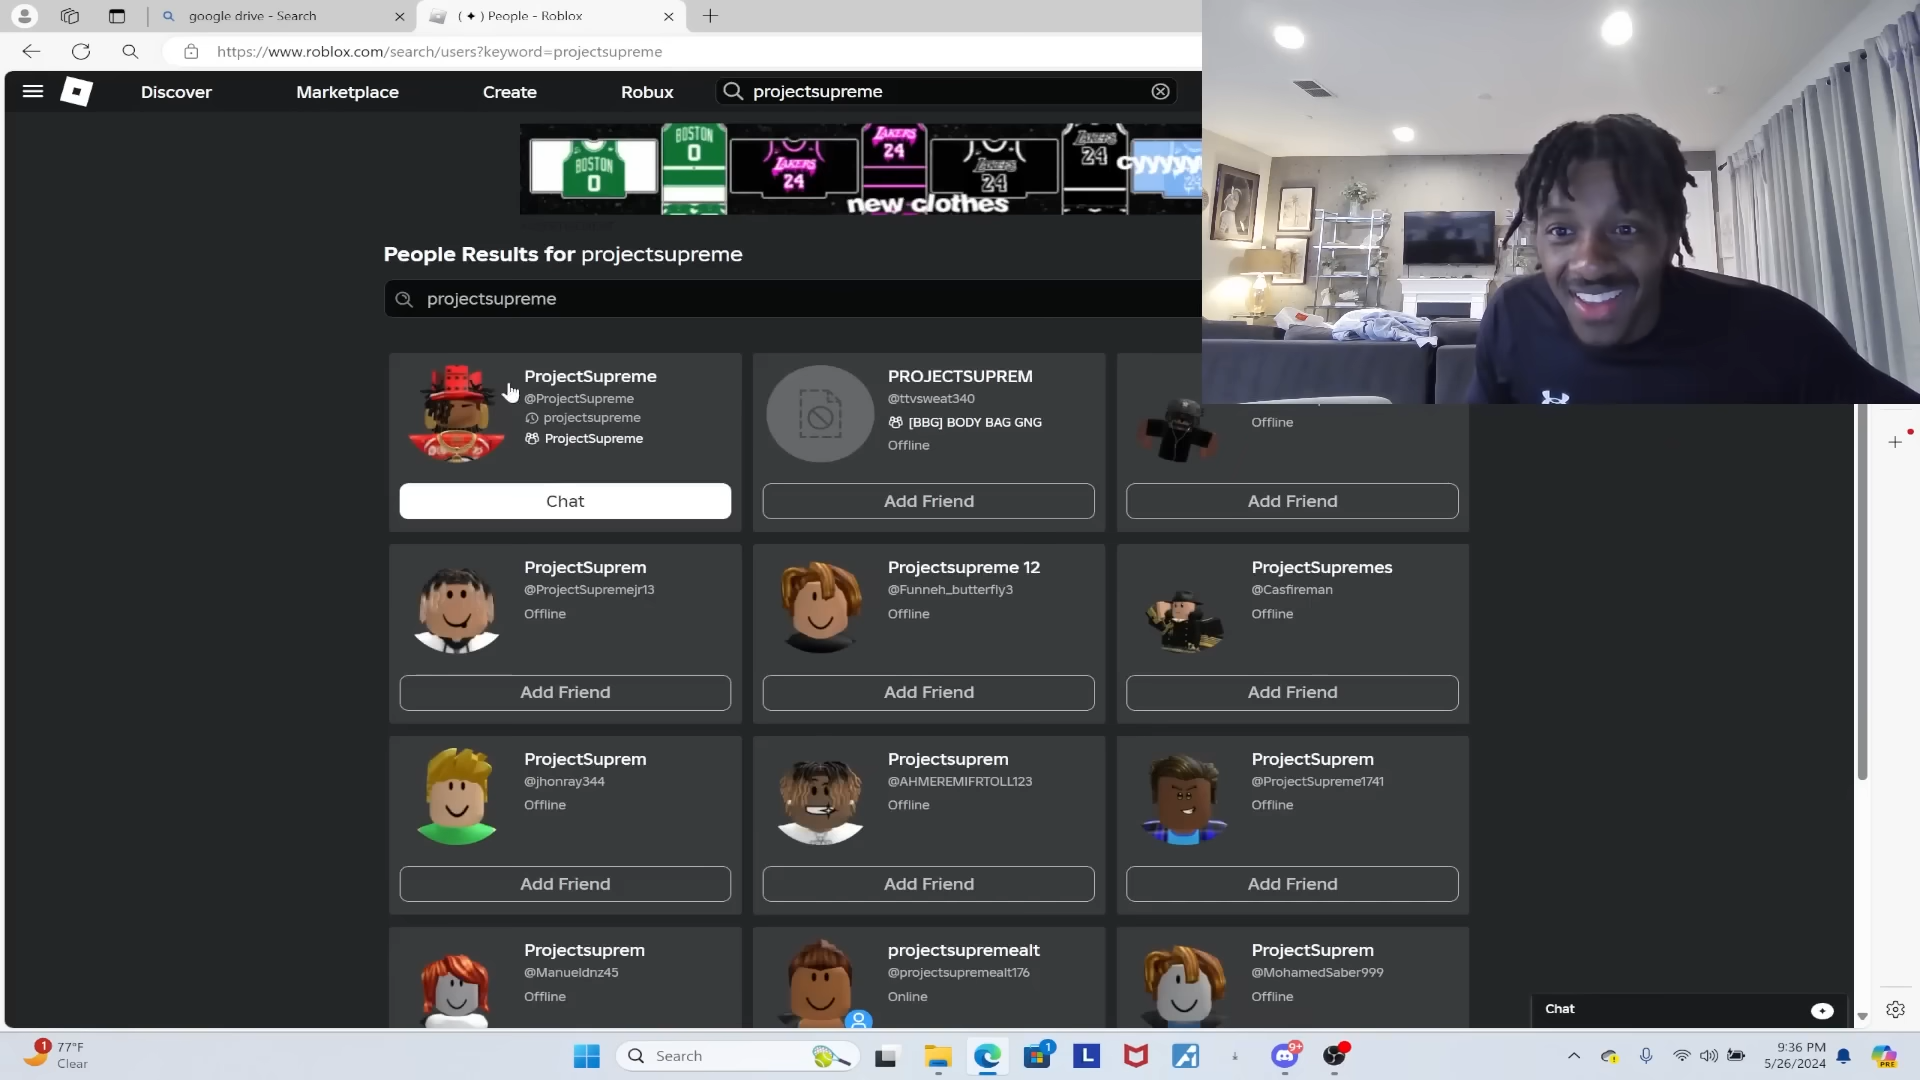 google drive - Search
( ✦ ) People - Roblox
https://www.roblox.com/search/users?keyword=projectsupreme
Discover
Marketplace
Create
Robux
projectsupreme
BOSTON
0
BOSTON
0
LAKERS
24
LAKERS
24
LAKERS
24
LAKERS
24
cyyyyy
new clothes
People Results for projectsupreme
projectsupreme
ProjectSupreme
@ProjectSupreme
projectsupreme
ProjectSupreme
Chat
PROJECTSUPREM
@ttvsweat340
[BBG] BODY BAG GNG
Offline
Add Friend
Offline
Add Friend
ProjectSuprem
@ProjectSupremejr13
Offline
Add Friend
Projectsupreme 12
@Funneh_butterfly3
Offline
Add Friend
ProjectSupremes
@Casfireman
Offline
Add Friend
ProjectSuprem
@jhonray344
Offline
Add Friend
Projectsuprem
@AHMEREMIFRTOLL123
Offline
Add Friend
ProjectSuprem
@ProjectSupreme1741
Offline
Add Friend
Projectsuprem
@Manueldnz45
Offline
projectsupremealt
@projectsupremealt176
Online
ProjectSuprem
@MohamedSaber999
Offline
Chat
1
77°F
Clear
Search
1
L
9+
9:36 PM
5/26/2024
PRE